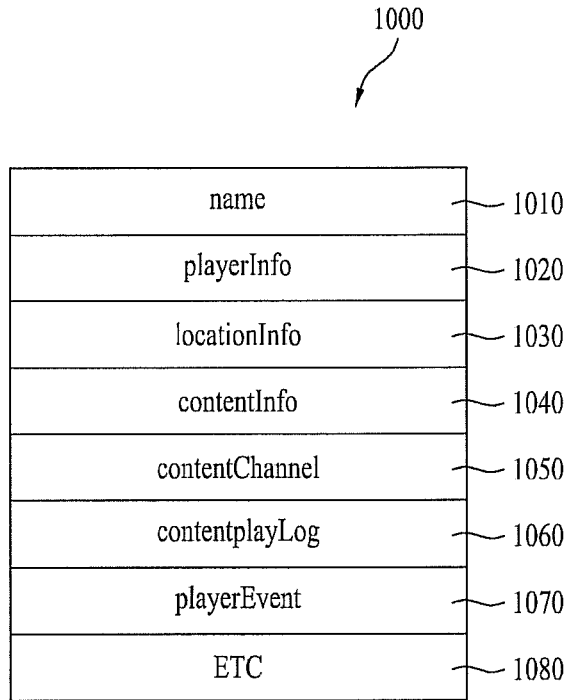 1000
name 1010
playerInfo 1020
locationInfo 1030
contentInfo 1040
contentChannel 1050
contentplayLog 1060
playerEvent 1070
ETC 1080